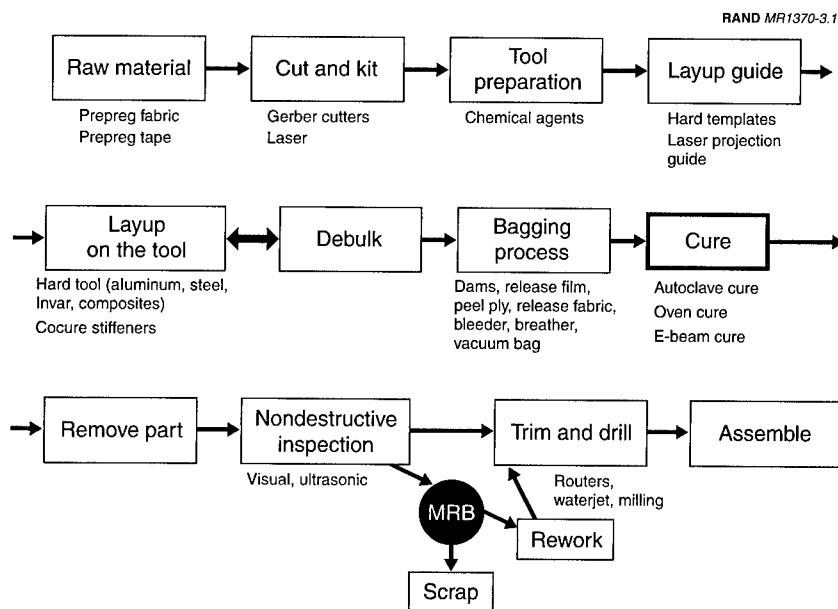 RAND MR1370-3.1
Raw material
Cut and kit
Tool
preparation
Layup guide
Prepreg fabric
Prepreg tape
Gerber cutters
Laser
Chemical agents
Hard templates
Laser projection
guide
Layup
on the tool
Debulk
Bagging
process
Cure
Hard tool (aluminum, steel,
Invar, composites)
Cocure stiffeners
Dams, release film,
peel ply, release fabric,
bleeder, breather,
vacuum bag
Autoclave cure
Oven cure
E-beam cure
Remove part
Nondestructive
inspection
Trim and drill
Assemble
Visual, ultrasonic
Routers,
waterjet, milling
MRB
Rework
Scrap